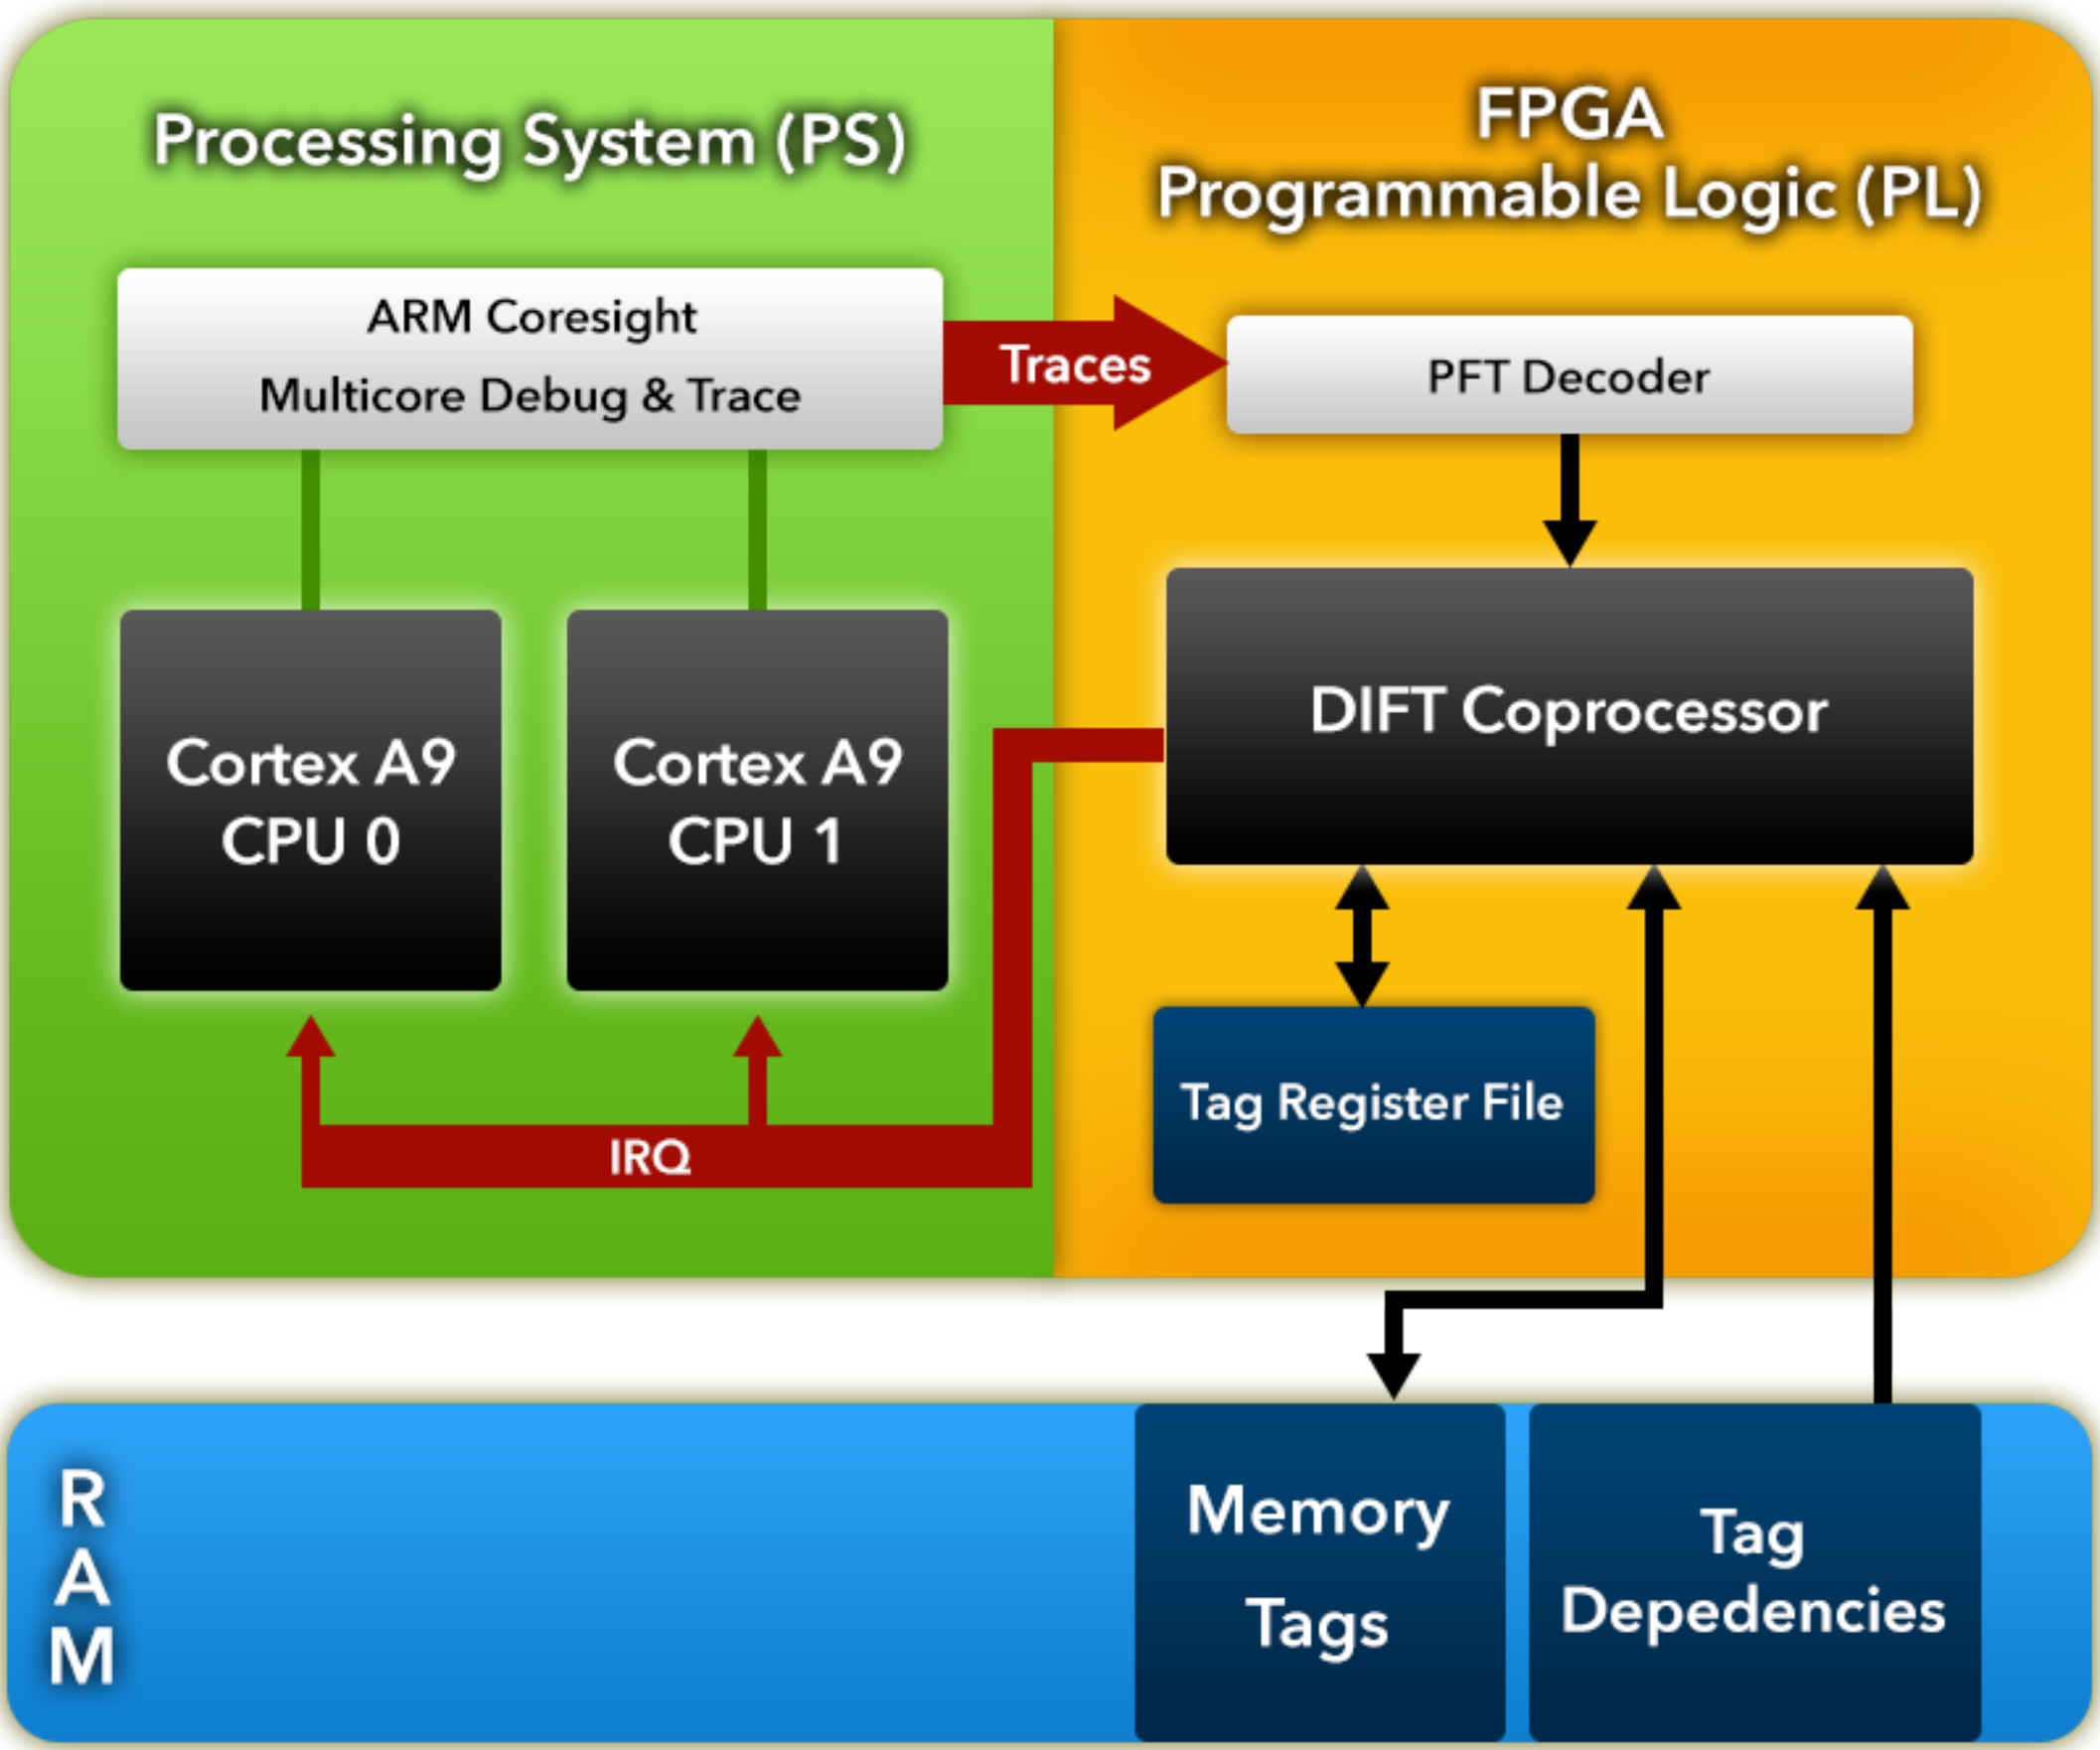 Processing System (PS)
ARM Coresight
Multicore Debug & Trace
Cortex A9
CPU 0
Cortex A9
CPU 1
IRQ
Traces
FPGA
Programmable Logic (PL)
PFT Decoder
DIFT Coprocessor
Tag Register File
R
A
M
Memory
Tags
Tag
Depedencies